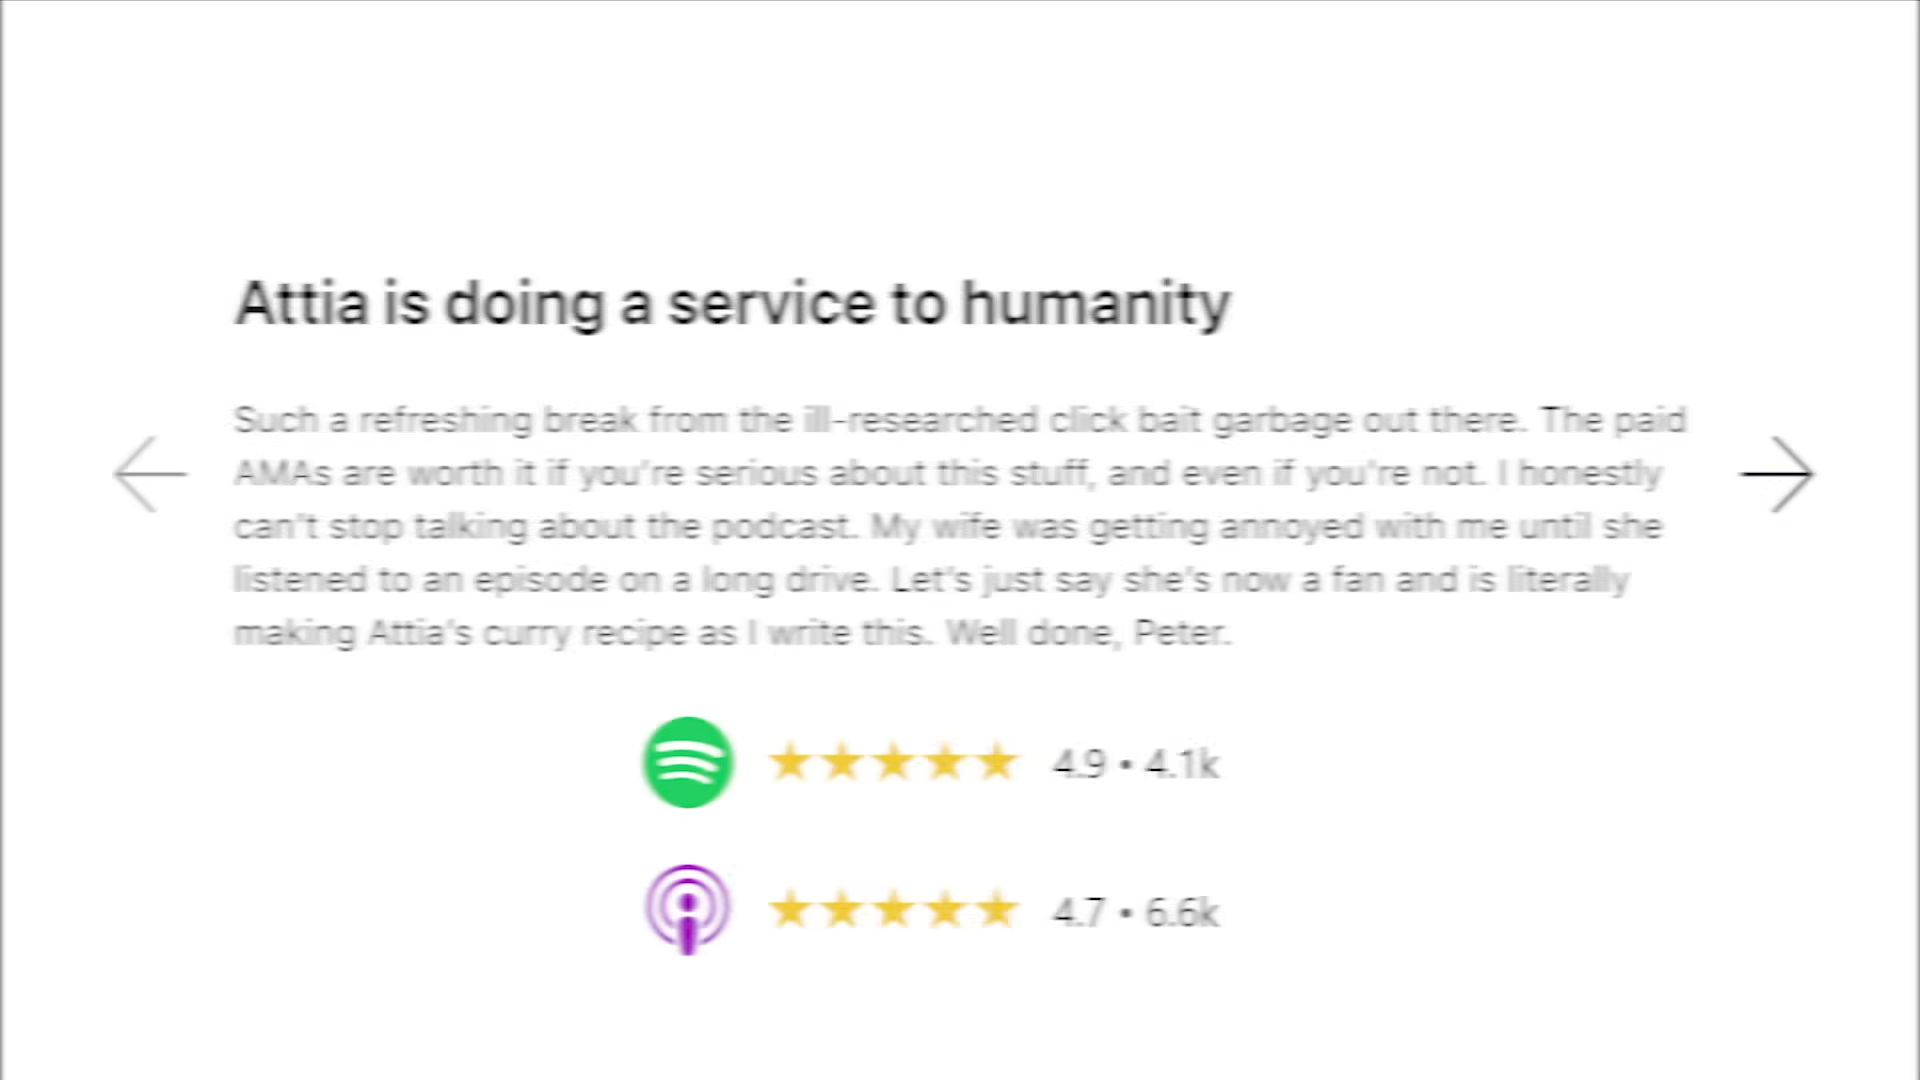 Attia is doing a service to humanity
Such a refreshing break from the ill-researched click bait garbage out there. The paid
AMAs are worth it if you're serious about this stuff, and even if you're not. I honestly
can't stop talking about the podcast. My wife was getting annoyed with me until she
listened to an episode on a long drive. Let's just say she's now a fan and is literally
making Attia's curry recipe as I write this. Well done, Peter.
4.9 • 4.1k
4.7 • 6.6k